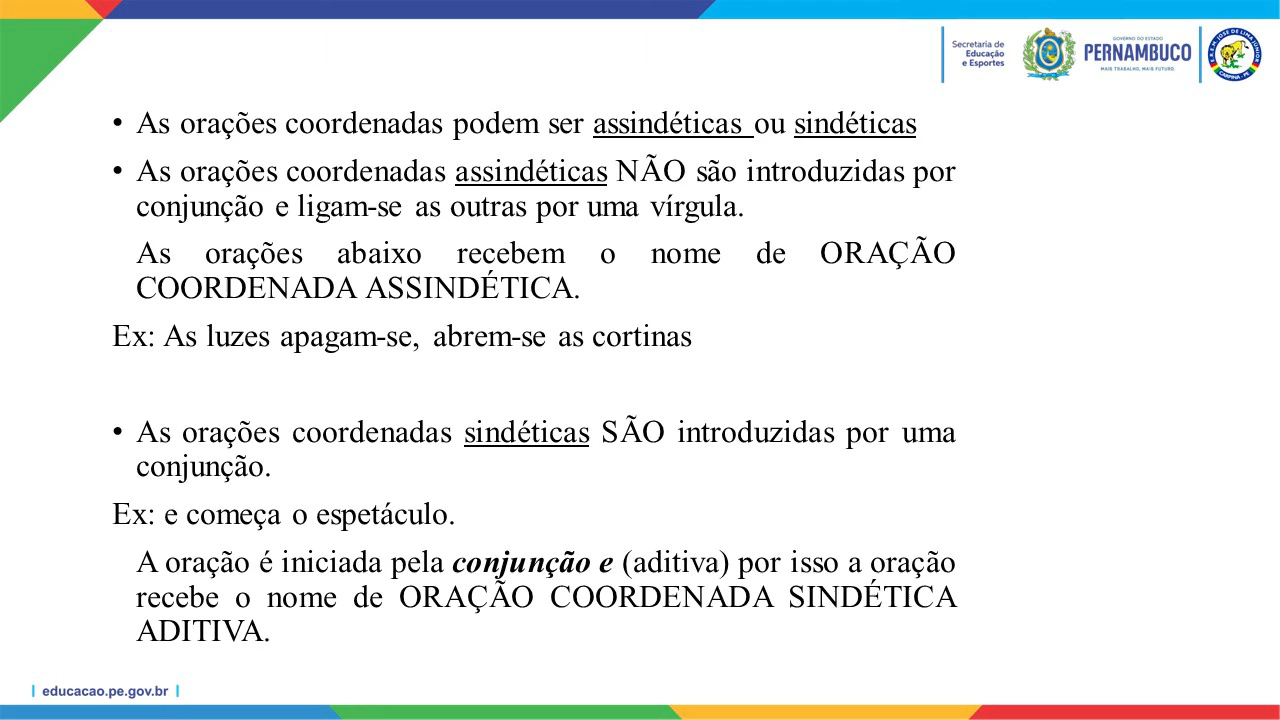 Secretaria de
Educação
e Esportes
GOVERNO DO ESTADO
PERNAMBUCO
MAIS TRABALHO, MAIS FUTURO.
CARPINA - PE
• As orações coordenadas podem ser assindéticas ou sindéticas
• As orações coordenadas assindéticas NÃO são introduzidas por
conjunção e ligam-se as outras por uma vírgula.
As orações abaixo recebem o nome de ORAÇÃO
COORDENADA ASSINDÉTICA.
Ex: As luzes apagam-se, abrem-se as cortinas
• As orações coordenadas sindéticas SÃO introduzidas por uma
conjunção.
Ex: e começa o espetáculo.
A oração é iniciada pela conjunção e (aditiva) por isso a oração
recebe o nome de ORAÇÃO COORDENADA SINDÉTICA
ADITIVA.
educacao.pe.gov.br